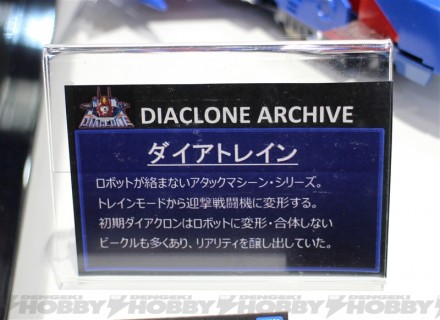 DIACLONE
DIACLONE ARCHIVE
ダイアトレイン
ロボットが絡まないアタックマシーン・シリーズ。
トレインモードから迎撃戦闘機に変形する。
初期ダイアクロンはロボットに変形・合体しない
ビークルも多くあり、リアリティを醸し出していた。
DENGEKI HOBBY DENGEKI HOBBY DENGEKI HOBBY DENGEKI HOBBY